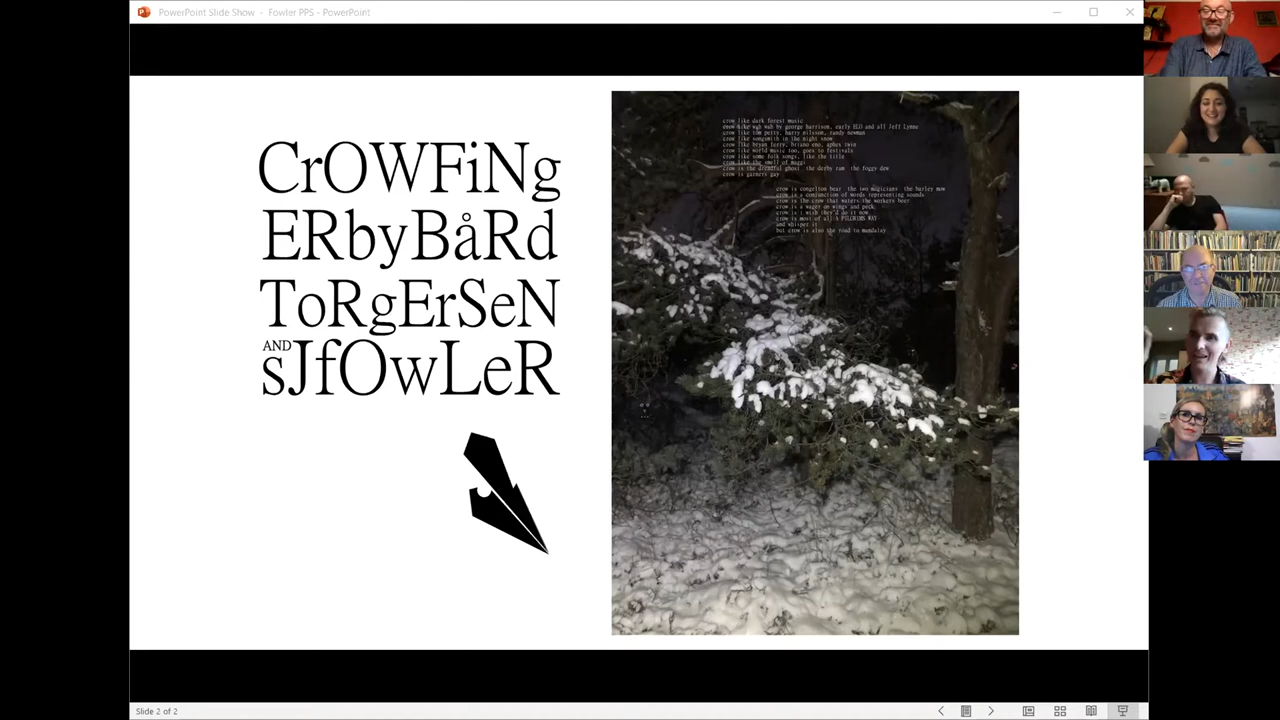 PowerPoint Slide Show - Fowler PPS - PowerPoint
CrOWFiNg
ERbyBåRd
ToRgErSeN
AND
sJfOwLeR
crow like dark forest music
crow like wah wah by george harrison, early ELO and all Jeff Lynne
crow like tom petty, harry nilsson, randy newman
crow like songsmith in the night snow
crow like bryan ferry, briano eno, aphex twin
crow like world music too, goes to festivals
crow like some folk songs, like the title
crow like the smell of maggi
crow is the dreadful ghost the derby ram the foggy dew
crow is garners gay
crow is congelton bear the two magicians the barley mow
crow is a conjunction of words representing sounds
crow is the crow that waters the workers beer
crow is a wager on wings and peck
crow is i wish they'd do it now
crow is most of all A PILGRIMS WAY
and whisper it
but crow is also the road to mandalay
Slide 2 of 2